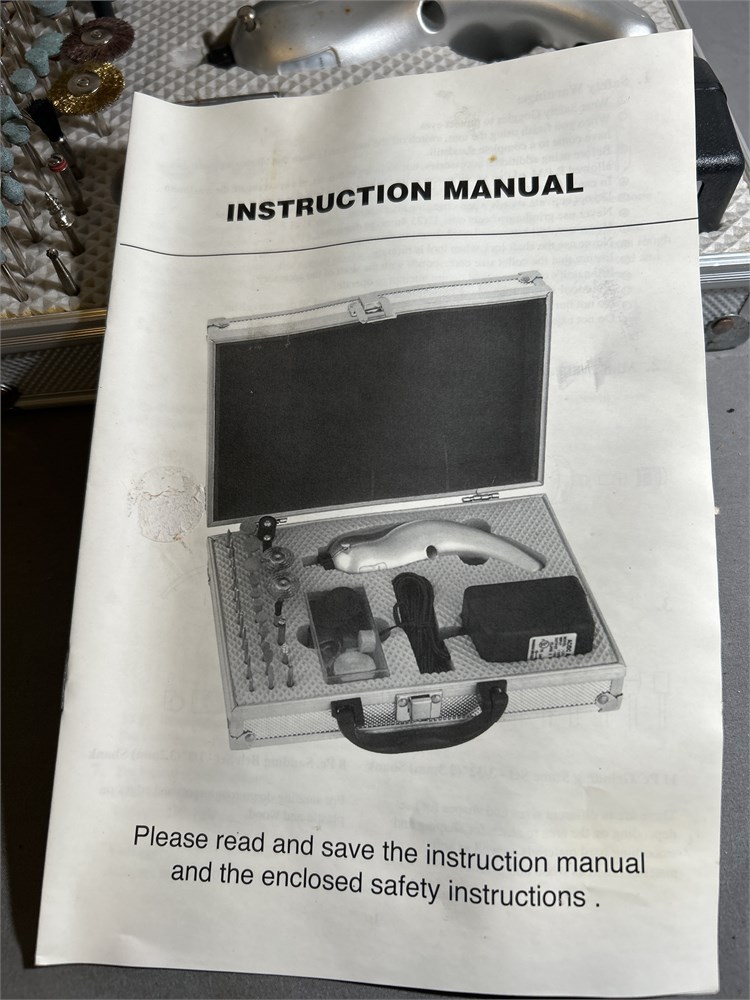 INSTRUCTION MANUAL
Please read and save the instruction manual
and the enclosed safety instructions .